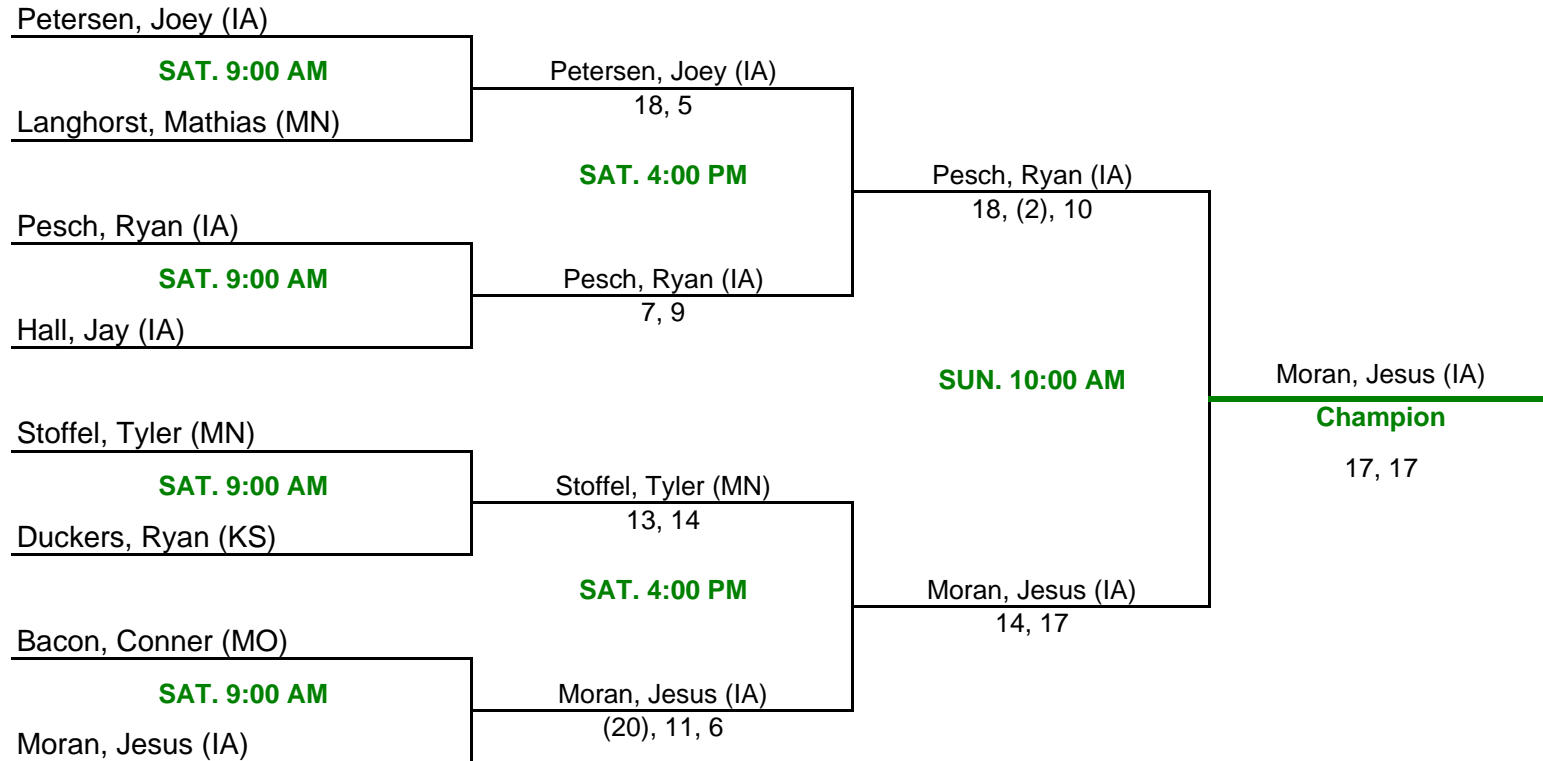 Petersen, Joey (IA)
SAT. 9:00 AM
Langhorst, Mathias (MN)
Petersen, Joey (IA)
18, 5
SAT. 4:00 PM
Pesch, Ryan (IA)
18, (2), 10
Pesch, Ryan (IA)
SAT. 9:00 AM
Hall, Jay (IA)
Pesch, Ryan (IA)
7, 9
SUN. 10:00 AM
Moran, Jesus (IA)
Champion
17, 17
Stoffel, Tyler (MN)
SAT. 9:00 AM
Duckers, Ryan (KS)
Stoffel, Tyler (MN)
13, 14
SAT. 4:00 PM
Moran, Jesus (IA)
14, 17
Bacon, Conner (MO)
SAT. 9:00 AM
Moran, Jesus (IA)
Moran, Jesus (IA)
(20), 11, 6